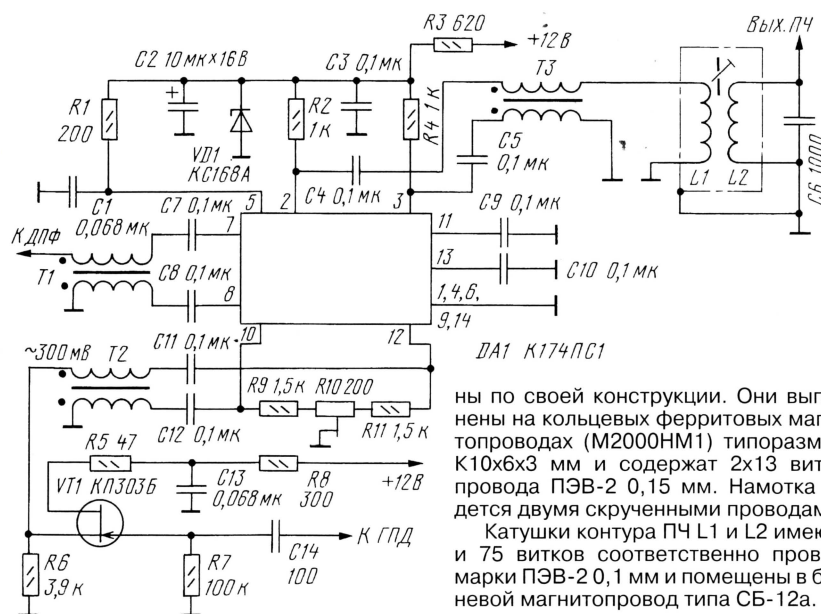 R3 620
+12В
Вых.ПЧ
C2 10мк×16В
C3 0,1мк
T3
R1
200
+
R2
1к
R4 1к
VD1
КС168А
C4 0,1мк
C5
0,1мк
L1
L2
C6 1000
C1
0,068мк
5
2
3
C7 0,1мк
7
11
C9 0,1мк
К ДПФ
T1
C8 0,1мк
8
13
C10 0,1мк
1,4,6,
9,14
10
12
DA1 К174ПС1
~300мВ
T2
C11 0,1мк
R9 1,5к
R10 200
R11 1,5к
C12 0,1мк
R5 47
VT1 КП303Б
C13
0,068мк
R8
300
+12В
R6
3,9к
R7
100к
C14
100
К ГПД
ны по своей конструкции. Они вып
нены на кольцевых ферритовых маг
топроводах (М2000НМ1) типоразм
К10х6х3 мм и содержат 2х13 вит
провода ПЭВ-2 0,15 мм. Намотка
дется двумя скрученными проводам
Катушки контура ПЧ L1 и L2 имек
и 75 витков соответственно пров
марки ПЭВ-2 0,1 мм и помещены в б
невой магнитопровод типа СБ-12а.